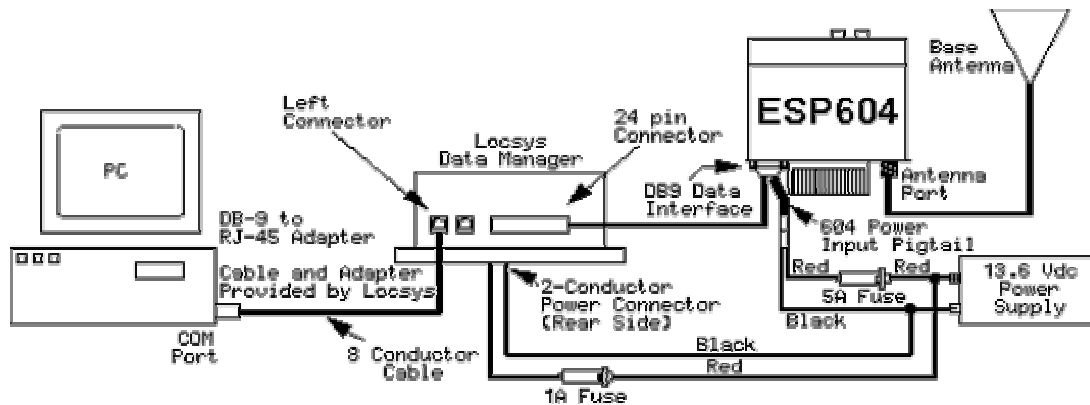 PC
DB-9 to
RJ-45 Adapter
Cable and Adapter
Provided by Locsys
COM
Port
8 Conductor
Cable
Left
Connector
Locsys
Data Manager
24 pin
Connector
2-Conductor
Power Connector
(Rear Side)
Black
Red
1A Fuse
ESP604
DB9 Data
Interface
Antenna
Port
Base
Antenna
604 Power
Input Pigtail
Red
Red
5A Fuse
Black
13.6 Vdc
Power
Supply